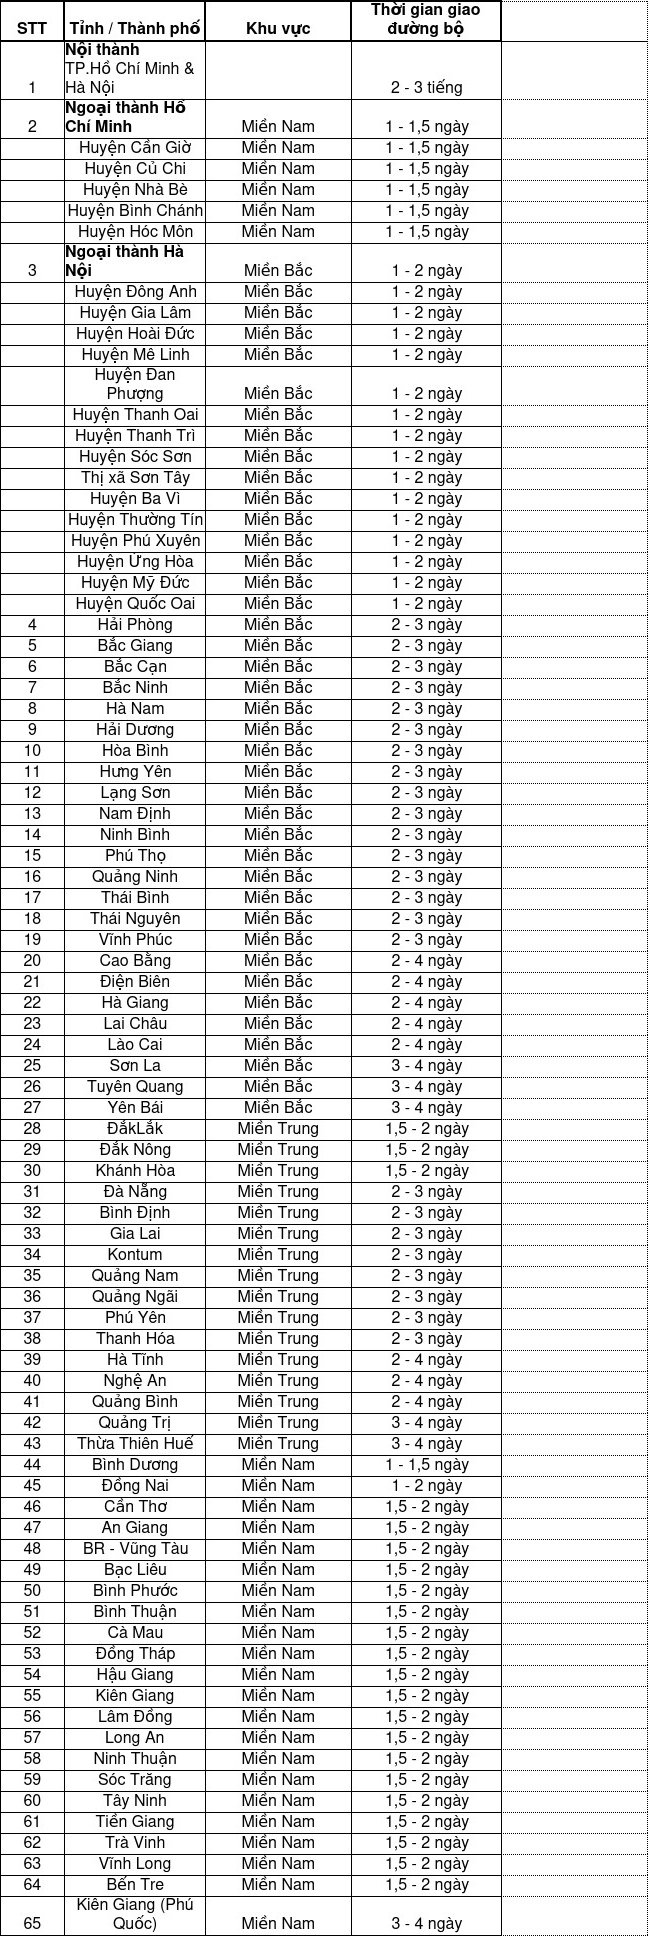 STT Tỉnh / Thành phố Khu vực Thời gian giao
đường bộ
1 Nội thành
TP.Hồ Chí Minh &
Hà Nội 2 - 3 tiếng
2 Ngoại thành Hồ
Chí Minh Miền Nam 1 - 1,5 ngày
Huyện Cần Giờ Miền Nam 1 - 1,5 ngày
Huyện Củ Chi Miền Nam 1 - 1,5 ngày
Huyện Nhà Bè Miền Nam 1 - 1,5 ngày
Huyện Bình Chánh Miền Nam 1 - 1,5 ngày
Huyện Hóc Môn Miền Nam 1 - 1,5 ngày
3 Ngoại thành Hà
Nội Miền Bắc 1 - 2 ngày
Huyện Đông Anh Miền Bắc 1 - 2 ngày
Huyện Gia Lâm Miền Bắc 1 - 2 ngày
Huyện Hoài Đức Miền Bắc 1 - 2 ngày
Huyện Mê Linh Miền Bắc 1 - 2 ngày
Huyện Đan
Phượng Miền Bắc 1 - 2 ngày
Huyện Thanh Oai Miền Bắc 1 - 2 ngày
Huyện Thanh Trì Miền Bắc 1 - 2 ngày
Huyện Sóc Sơn Miền Bắc 1 - 2 ngày
Thị xã Sơn Tây Miền Bắc 1 - 2 ngày
Huyện Ba Vì Miền Bắc 1 - 2 ngày
Huyện Thường Tín Miền Bắc 1 - 2 ngày
Huyện Phú Xuyên Miền Bắc 1 - 2 ngày
Huyện Ứng Hòa Miền Bắc 1 - 2 ngày
Huyện Mỹ Đức Miền Bắc 1 - 2 ngày
Huyện Quốc Oai Miền Bắc 1 - 2 ngày
4 Hải Phòng Miền Bắc 2 - 3 ngày
5 Bắc Giang Miền Bắc 2 - 3 ngày
6 Bắc Cạn Miền Bắc 2 - 3 ngày
7 Bắc Ninh Miền Bắc 2 - 3 ngày
8 Hà Nam Miền Bắc 2 - 3 ngày
9 Hải Dương Miền Bắc 2 - 3 ngày
10 Hòa Bình Miền Bắc 2 - 3 ngày
11 Hưng Yên Miền Bắc 2 - 3 ngày
12 Lạng Sơn Miền Bắc 2 - 3 ngày
13 Nam Định Miền Bắc 2 - 3 ngày
14 Ninh Bình Miền Bắc 2 - 3 ngày
15 Phú Thọ Miền Bắc 2 - 3 ngày
16 Quảng Ninh Miền Bắc 2 - 3 ngày
17 Thái Bình Miền Bắc 2 - 3 ngày
18 Thái Nguyên Miền Bắc 2 - 3 ngày
19 Vĩnh Phúc Miền Bắc 2 - 3 ngày
20 Cao Bằng Miền Bắc 2 - 4 ngày
21 Điện Biên Miền Bắc 2 - 4 ngày
22 Hà Giang Miền Bắc 2 - 4 ngày
23 Lai Châu Miền Bắc 2 - 4 ngày
24 Lào Cai Miền Bắc 2 - 4 ngày
25 Sơn La Miền Bắc 3 - 4 ngày
26 Tuyên Quang Miền Bắc 3 - 4 ngày
27 Yên Bái Miền Bắc 3 - 4 ngày
28 ĐắkLắk Miền Trung 1,5 - 2 ngày
29 Đắk Nông Miền Trung 1,5 - 2 ngày
30 Khánh Hòa Miền Trung 1,5 - 2 ngày
31 Đà Nẵng Miền Trung 2 - 3 ngày
32 Bình Định Miền Trung 2 - 3 ngày
33 Gia Lai Miền Trung 2 - 3 ngày
34 Kontum Miền Trung 2 - 3 ngày
35 Quảng Nam Miền Trung 2 - 3 ngày
36 Quảng Ngãi Miền Trung 2 - 3 ngày
37 Phú Yên Miền Trung 2 - 3 ngày
38 Thanh Hóa Miền Trung 2 - 3 ngày
39 Hà Tĩnh Miền Trung 2 - 4 ngày
40 Nghệ An Miền Trung 2 - 4 ngày
41 Quảng Bình Miền Trung 2 - 4 ngày
42 Quảng Trị Miền Trung 3 - 4 ngày
43 Thừa Thiên Huế Miền Trung 3 - 4 ngày
44 Bình Dương Miền Nam 1 - 1,5 ngày
45 Đồng Nai Miền Nam 1 - 2 ngày
46 Cần Thơ Miền Nam 1,5 - 2 ngày
47 An Giang Miền Nam 1,5 - 2 ngày
48 BR - Vũng Tàu Miền Nam 1,5 - 2 ngày
49 Bạc Liêu Miền Nam 1,5 - 2 ngày
50 Bình Phước Miền Nam 1,5 - 2 ngày
51 Bình Thuận Miền Nam 1,5 - 2 ngày
52 Cà Mau Miền Nam 1,5 - 2 ngày
53 Đồng Tháp Miền Nam 1,5 - 2 ngày
54 Hậu Giang Miền Nam 1,5 - 2 ngày
55 Kiên Giang Miền Nam 1,5 - 2 ngày
56 Lâm Đồng Miền Nam 1,5 - 2 ngày
57 Long An Miền Nam 1,5 - 2 ngày
58 Ninh Thuận Miền Nam 1,5 - 2 ngày
59 Sóc Trăng Miền Nam 1,5 - 2 ngày
60 Tây Ninh Miền Nam 1,5 - 2 ngày
61 Tiền Giang Miền Nam 1,5 - 2 ngày
62 Trà Vinh Miền Nam 1,5 - 2 ngày
63 Vĩnh Long Miền Nam 1,5 - 2 ngày
64 Bến Tre Miền Nam 1,5 - 2 ngày
65 Kiên Giang (Phú
Quốc) Miền Nam 3 - 4 ngày